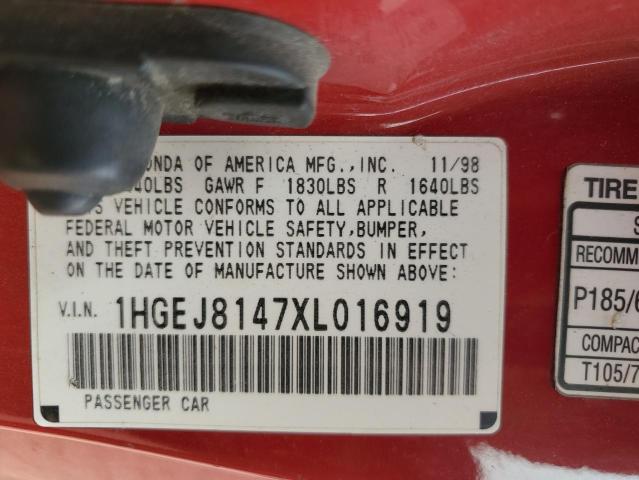 HONDA OF AMERICA MFG.,INC. 11/98
40LBS GAWR F 1830LBS R 1640LBS
VEHICLE CONFORMS TO ALL APPLICABLE
FEDERAL MOTOR VEHICLE SAFETY,BUMPER,
AND THEFT PREVENTION STANDARDS IN EFFECT
ON THE DATE OF MANUFACTURE SHOWN ABOVE:
V.I.N. 1HGEJ8147XL016919
PASSENGER CAR
TIRE
S
RECOMM
P185/6
COMPAC
T105/7